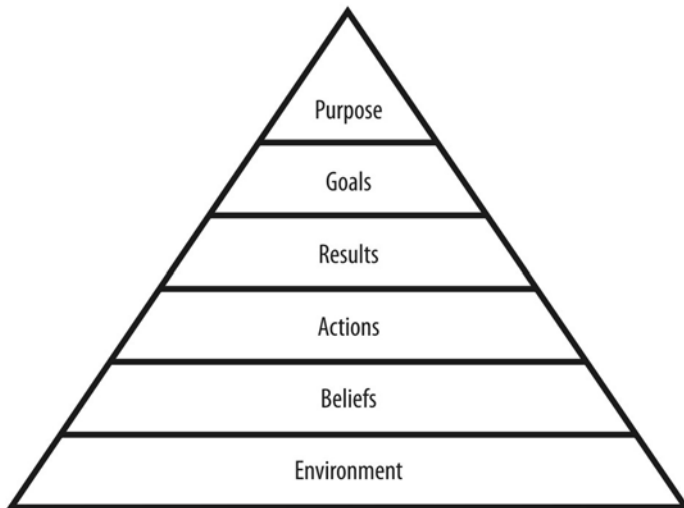 Purpose
Goals
Results
Actions
Beliefs
Environment